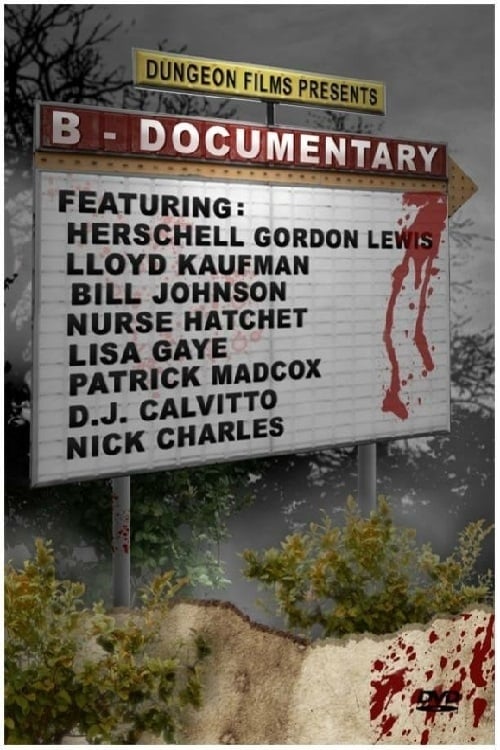 DUNGEON FILMS PRESENTS
B - DOCUMENTARY
FEATURING:
HERSCHELL GORDON LEWIS
LLOYD KAUFMAN
BILL JOHNSON
NURSE HATCHET
LISA GAYE
PATRICK MADCOX
D.J. CALVITTO
NICK CHARLES
DVD